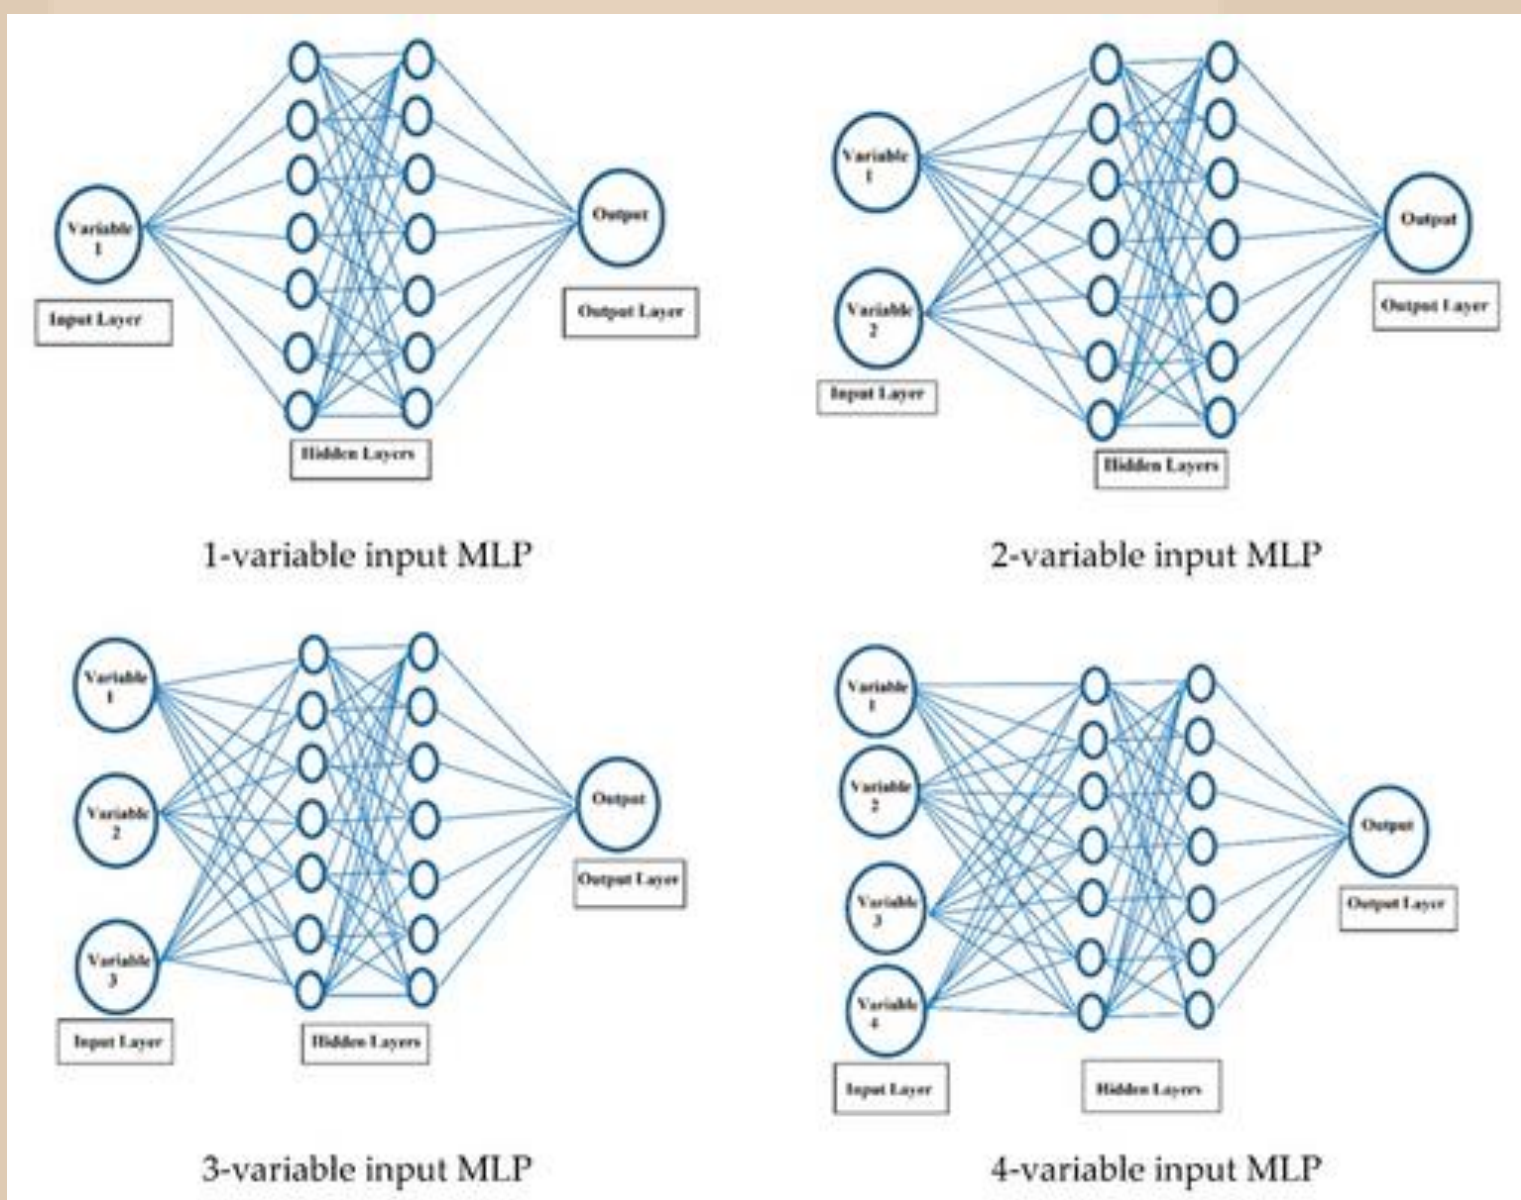 Variable
1
Input Layer
Hidden Layers
Output
Output Layer
1-variable input MLP
Variable
1
Variable
2
Input Layer
Hidden Layers
Output
Output Layer
2-variable input MLP
Variable
1
Variable
2
Variable
3
Input Layer
Hidden Layers
Output
Output Layer
3-variable input MLP
Variable
1
Variable
2
Variable
3
Variable
4
Input Layer
Hidden Layers
Output
Output Layer
4-variable input MLP